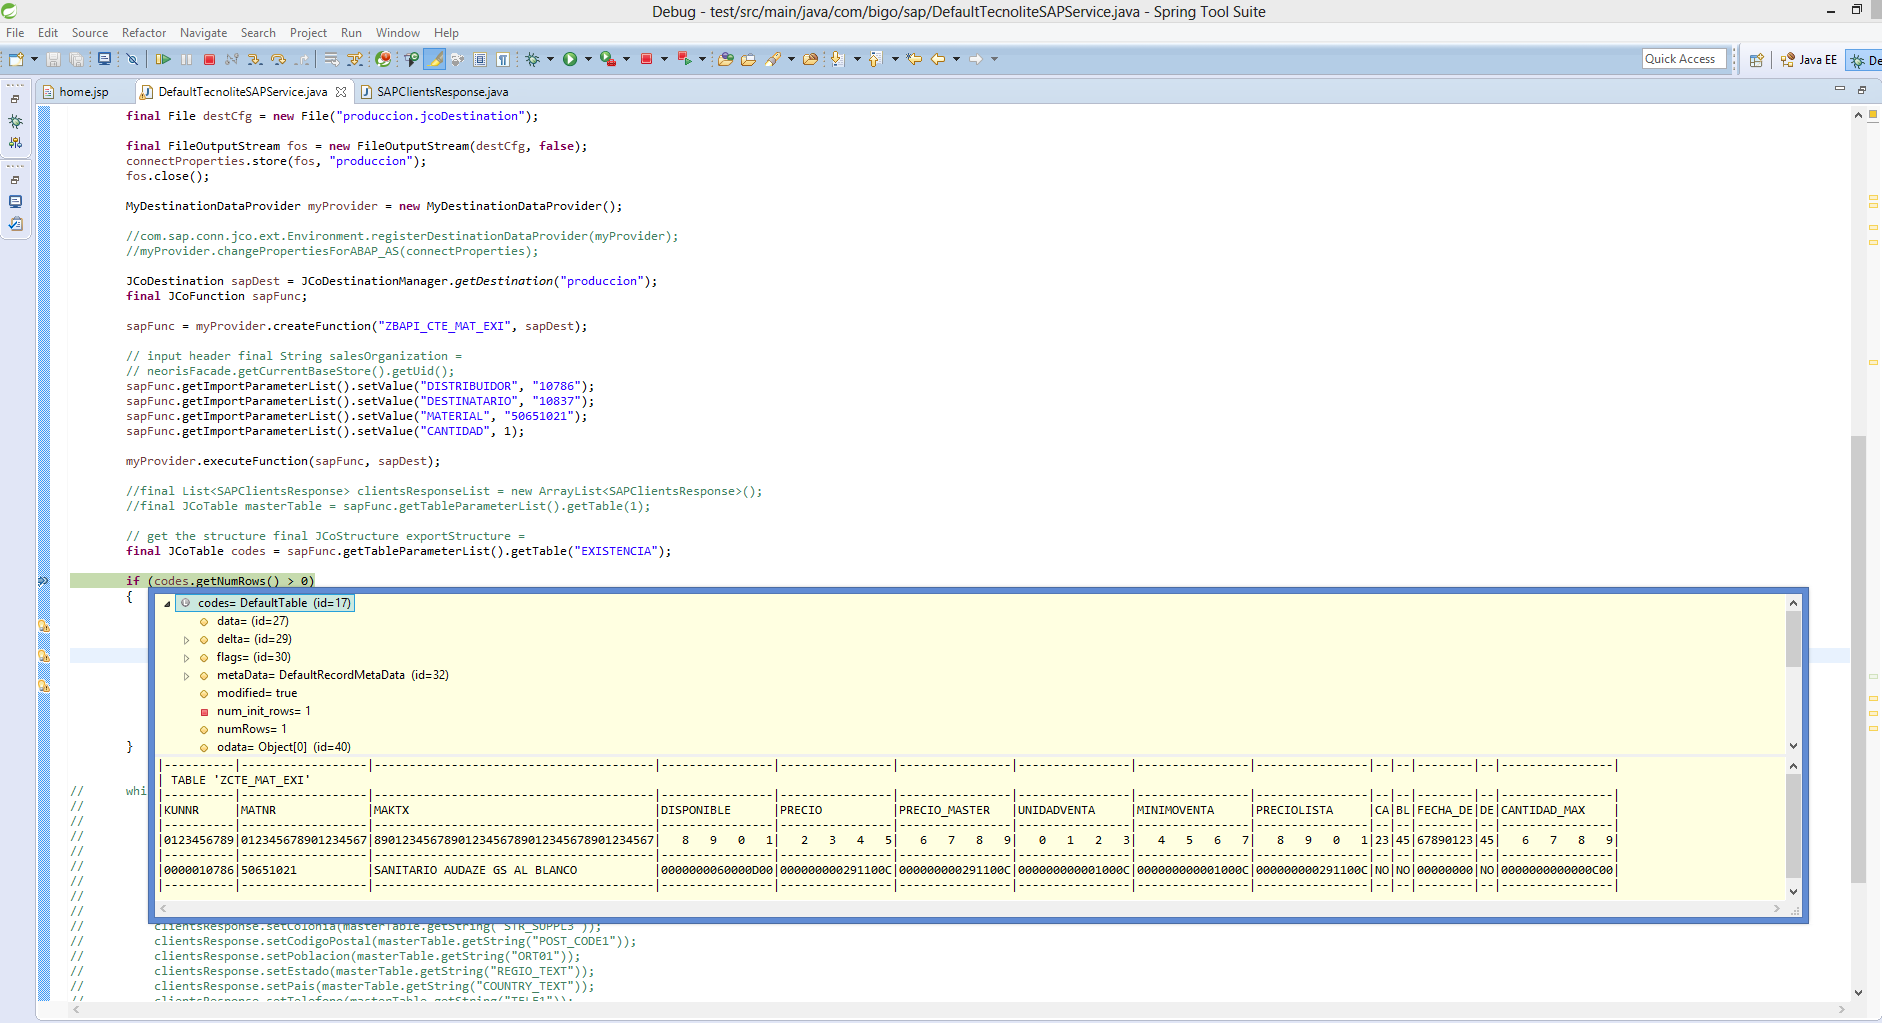 Debug - test/src/main/java/com/bigo/sap/DefaultTecnoliteSAPService.java - Spring Tool Suite
File Edit Source Refactor Navigate Search Project Run Window Help
Quick Access Java EE De
home.jsp DefaultTecnoliteSAPService.java SAPClientsResponse.java
final File destCfg = new File("produccion.jcoDestination");
final FileOutputStream fos = new FileOutputStream(destCfg, false);
connectProperties.store(fos, "produccion");
fos.close();
MyDestinationDataProvider myProvider = new MyDestinationDataProvider();
//com.sap.conn.jco.ext.Environment.registerDestinationDataProvider(myProvider);
//myProvider.changePropertiesForABAP_AS(connectProperties);
JCoDestination sapDest = JCoDestinationManager.getDestination("produccion");
final JCoFunction sapFunc;
sapFunc = myProvider.createFunction("ZBAPI_CTE_MAT_EXI", sapDest);
// input header final String salesOrganization =
// neorisFacade.getCurrentBaseStore().getUid();
sapFunc.getImportParameterList().setValue("DISTRIBUIDOR", "10786");
sapFunc.getImportParameterList().setValue("DESTINATARIO", "10837");
sapFunc.getImportParameterList().setValue("MATERIAL", "50651021");
sapFunc.getImportParameterList().setValue("CANTIDAD", 1);
myProvider.executeFunction(sapFunc, sapDest);
//final List<SAPClientsResponse> clientsResponseList = new ArrayList<SAPClientsResponse>();
//final JCoTable masterTable = sapFunc.getTableParameterList().getTable(1);
// get the structure final JCoStructure exportStructure =
final JCoTable codes = sapFunc.getTableParameterList().getTable("EXISTENCIA");
if (codes.getNumRows() > 0)
{
codes= DefaultTable (id=17)
data= (id=27)
delta= (id=29)
flags= (id=30)
metaData= DefaultRecordMetaData (id=32)
modified= true
num_init_rows= 1
numRows= 1
odata= Object[0] (id=40)
}
|----------|------------------|----------------------------------------|----------------|----------------|----------------|----------------|----------------|----------------|--|--|--------|--|----------------|
| TABLE 'ZCTE_MAT_EXI'
// whi
|----------|------------------|----------------------------------------|----------------|----------------|----------------|----------------|----------------|----------------|--|--|--------|--|----------------|
//
|KUNNR |MATNR |MAKTX |DISPONIBLE |PRECIO |PRECIO_MASTER |UNIDADVENTA |MINIMOVENTA |PRECIOLISTA |CA|BL|FECHA_DE|DE|CANTIDAD_MAX |
//
|----------|------------------|----------------------------------------|----------------|----------------|----------------|----------------|----------------|----------------|--|--|--------|--|----------------|
//
|0123456789|012345678901234567|8901234567890123456789012345678901234567| 8 9 0 1| 2 3 4 5| 6 7 8 9| 0 1 2 3| 4 5 6 7| 8 9 0 1|23|45|67890123|45| 6 7 8 9|
//
|----------|------------------|----------------------------------------|----------------|----------------|----------------|----------------|----------------|----------------|--|--|--------|--|----------------|
//
|0000010786|50651021 |SANITARIO AUDAZE GS AL BLANCO |0000000060000D00|000000000291100C|000000000291100C|000000000001000C|000000000001000C|000000000291100C|NO|NO|00000000|NO|0000000000000C00|
//
|----------|------------------|----------------------------------------|----------------|----------------|----------------|----------------|----------------|----------------|--|--|--------|--|----------------|
//
//
// clientsResponse.setColonia(masterTable.getString("STR_SUPPL3"));
// clientsResponse.setCodigoPostal(masterTable.getString("POST_CODE1"));
// clientsResponse.setPoblacion(masterTable.getString("ORT01"));
// clientsResponse.setEstado(masterTable.getString("REGIO_TEXT"));
// clientsResponse.setPais(masterTable.getString("COUNTRY_TEXT"));
// clientsResponse.setTelefono(masterTable.getString("TELF1"));